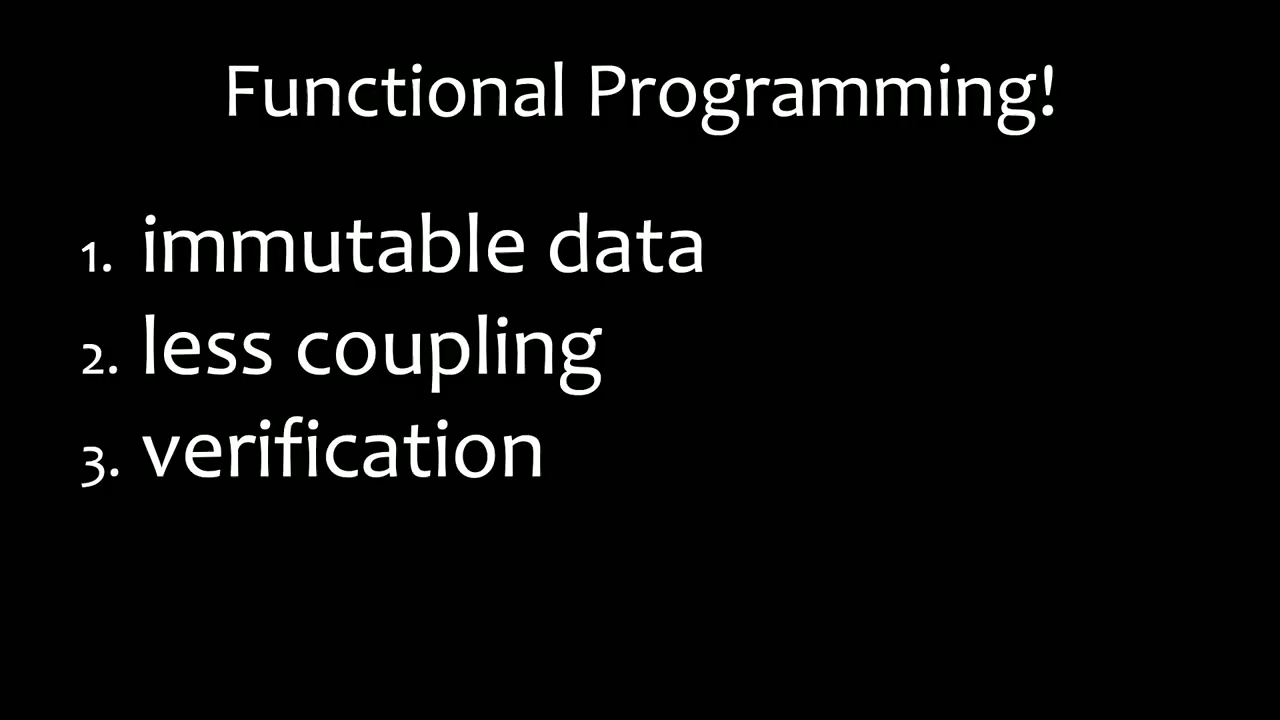 Functional Programming!
1. immutable data
2. less coupling
3. verification